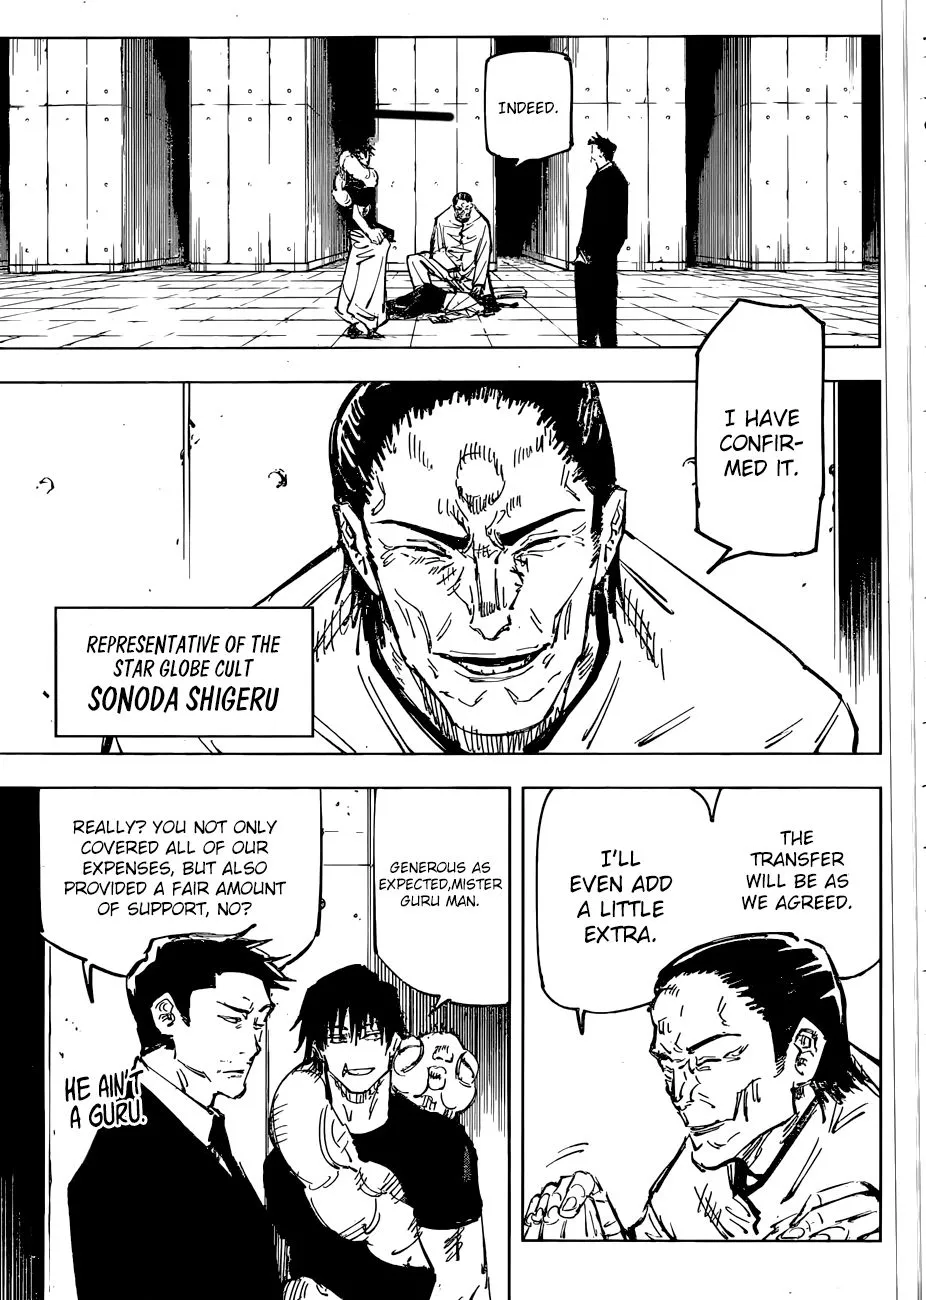 INDEED.
I HAVE
CONFIR-
MED IT.
REPRESENTATIVE OF THE
STAR GLOBE CULT
SONODA SHIGERU
THE
TRANSFER
WILL BE AS
WE AGREED.
I'LL
EVEN ADD
A LITTLE
EXTRA.
GENEROUS AS
EXPECTED,MISTER
GURU MAN.
REALLY? YOU NOT ONLY
COVERED ALL OF OUR
EXPENSES, BUT ALSO
PROVIDED A FAIR AMOUNT
OF SUPPORT, NO?
HE AIN'T
A GURU.